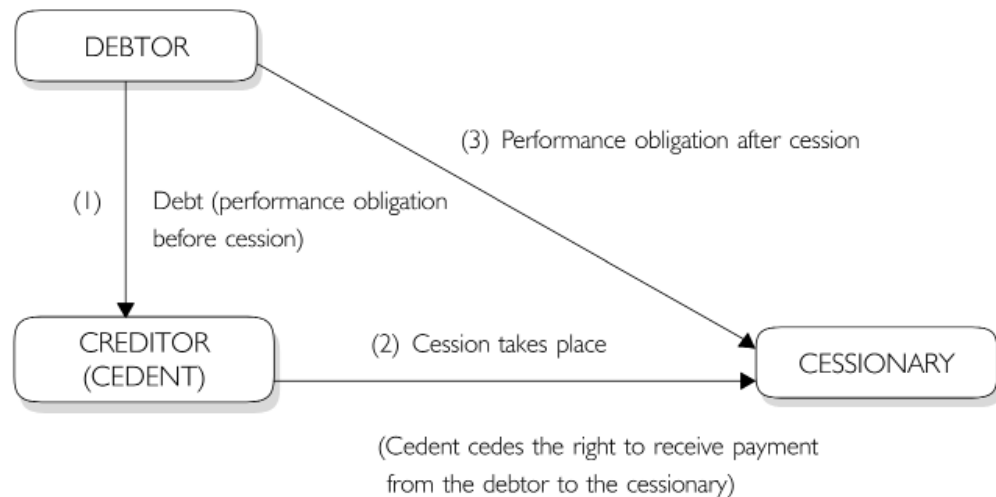 DEBTOR
(3) Performance obligation after cession
(1) Debt (performance obligation
before cession)
CREDITOR
(CEDENT)
(2) Cession takes place
CESSIONARY
(Cedent cedes the right to receive payment
from the debtor to the cessionary)